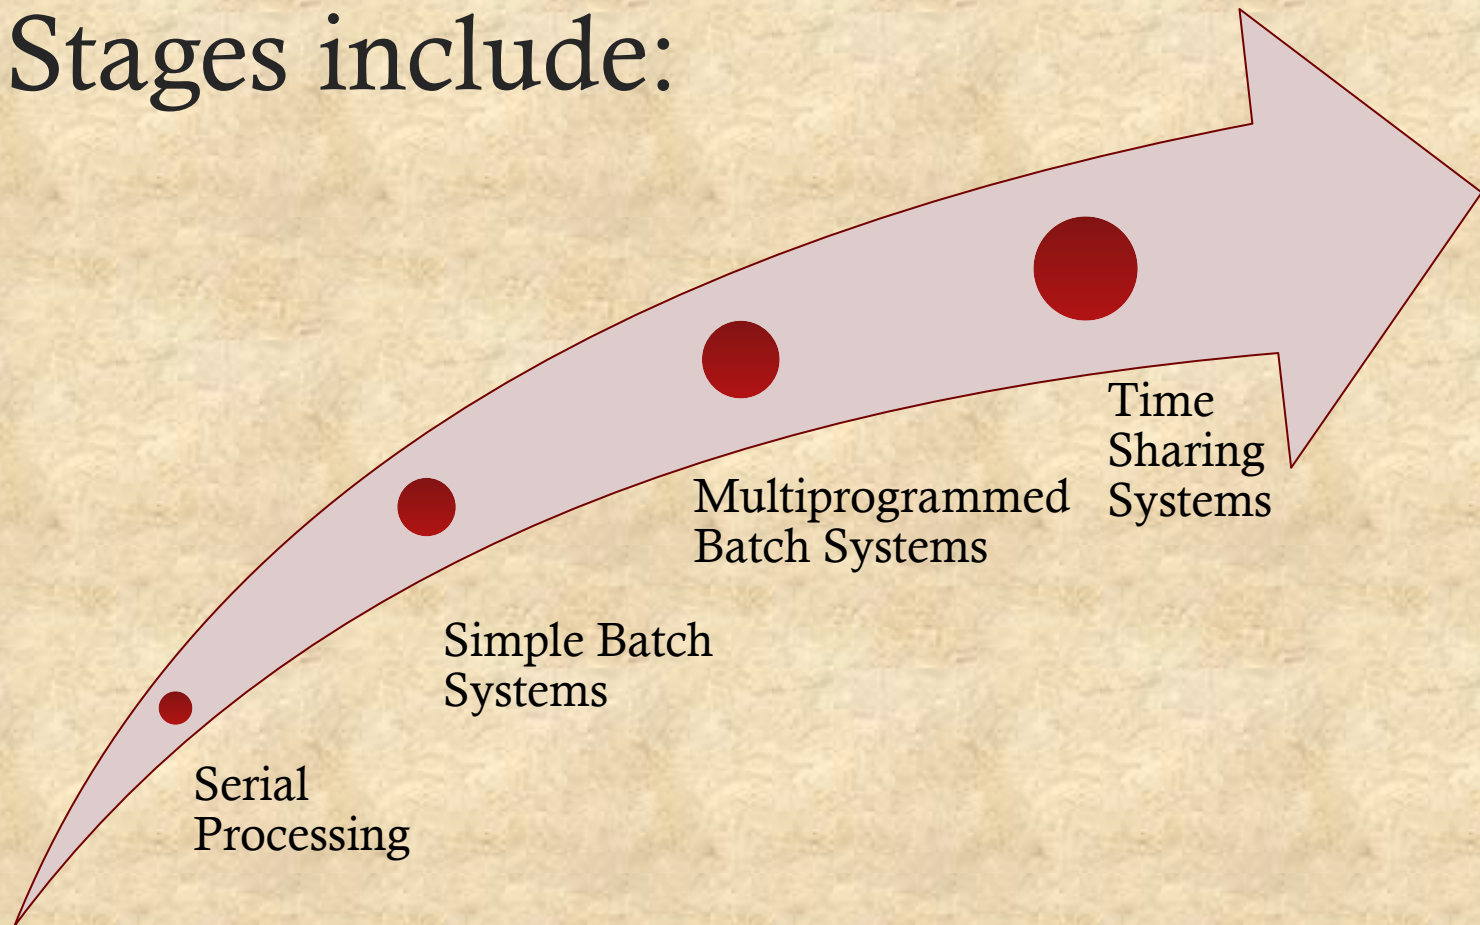 Stages include:
Serial
Processing
Simple Batch
Systems
Multiprogrammed
Batch Systems
Time
Sharing
Systems